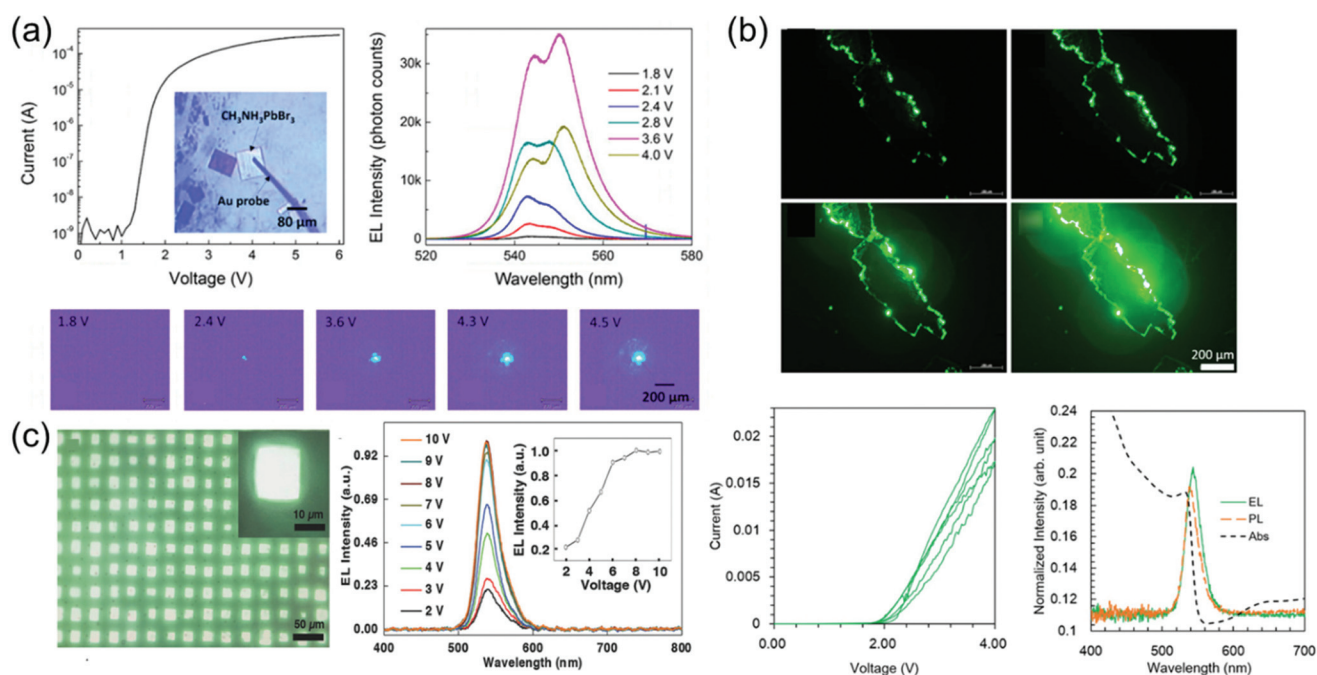 (a)
10⁻⁴
10⁻⁵
10⁻⁶
10⁻⁷
10⁻⁸
10⁻⁹
Current (A)
CH₃NH₃PbBr₃
Au probe
80 µm
0 1 2 3 4 5 6
Voltage (V)
30k
20k
10k
0
EL Intensity (photon counts)
1.8 V
2.1 V
2.4 V
2.8 V
3.6 V
4.0 V
520 540 560 580
Wavelength (nm)
1.8 V
2.4 V
3.6 V
4.3 V
4.5 V
200 µm
(b)
200 µm
0.02
0.015
0.01
0.005
0
Current (A)
0.00 2.00 4.00
Voltage (V)
0.24
0.22
0.2
0.18
0.16
0.14
0.12
0.1
Normalized Intensity (arb. unit)
EL
PL
Abs
400 500 600 700
Wavelength (nm)
(c)
10 µm
50 µm
0.92
0.69
0.46
0.23
0.00
EL Intensity (a.u.)
10 V
9 V
8 V
7 V
6 V
5 V
4 V
3 V
2 V
1.0
0.8
0.6
0.4
0.2
EL Intensity (a.u.)
2 4 6 8 10
Voltage (V)
400 500 600 700 800
Wavelength (nm)